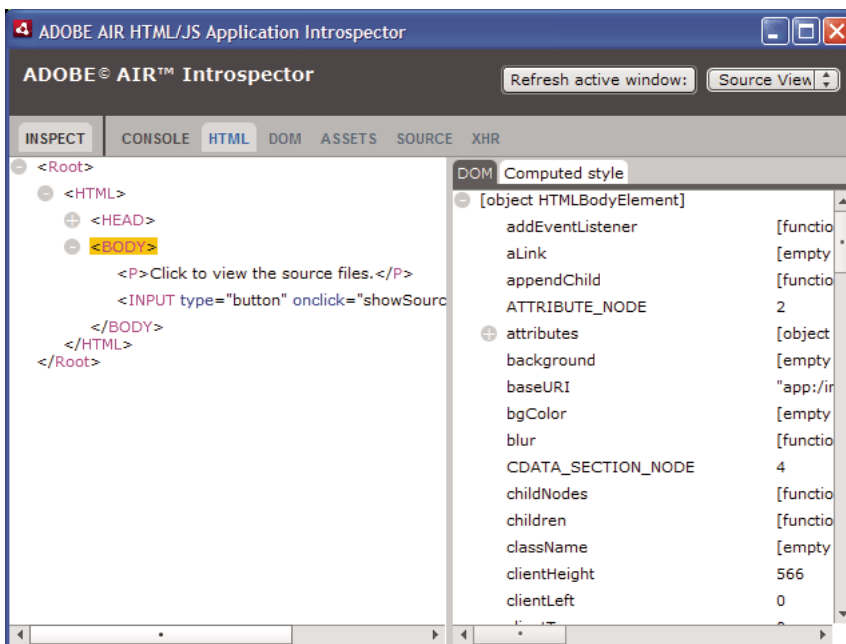 ADOBE AIR HTML/JS Application Introspector
ADOBE© AIR™ Introspector
Refresh active window:
Source View
INSPECT
CONSOLE HTML DOM ASSETS SOURCE XHR
<Root>
<HTML>
<HEAD>
<BODY>
<P>Click to view the source files.</P>
<INPUT type="button" onclick="showSourc
</BODY>
</HTML>
</Root>
DOM Computed style
[object HTMLBodyElement]
addEventListener [functio
aLink [empty
appendChild [functio
ATTRIBUTE_NODE 2
attributes [object
background [empty
baseURI "app:/ir
bgColor [empty
blur [functio
CDATA_SECTION_NODE 4
childNodes [functio
children [functio
className [empty
clientHeight 566
clientLeft 0